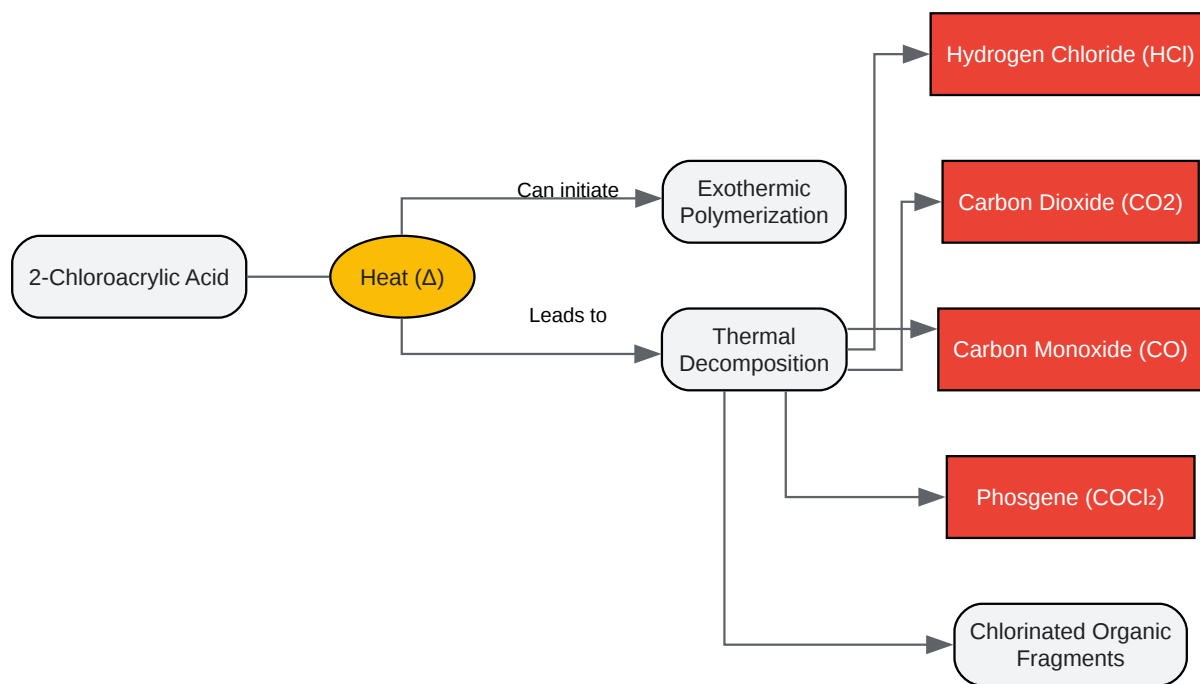 Hydrogen Chloride (HCl)
Can initiate
Exothermic
Polymerization
Carbon Dioxide (CO2)
2-Chloroacrylic Acid
Heat (Δ)
Leads to
Thermal
Decomposition
Carbon Monoxide (CO)
Phosgene (COCl₂)
Chlorinated Organic
Fragments